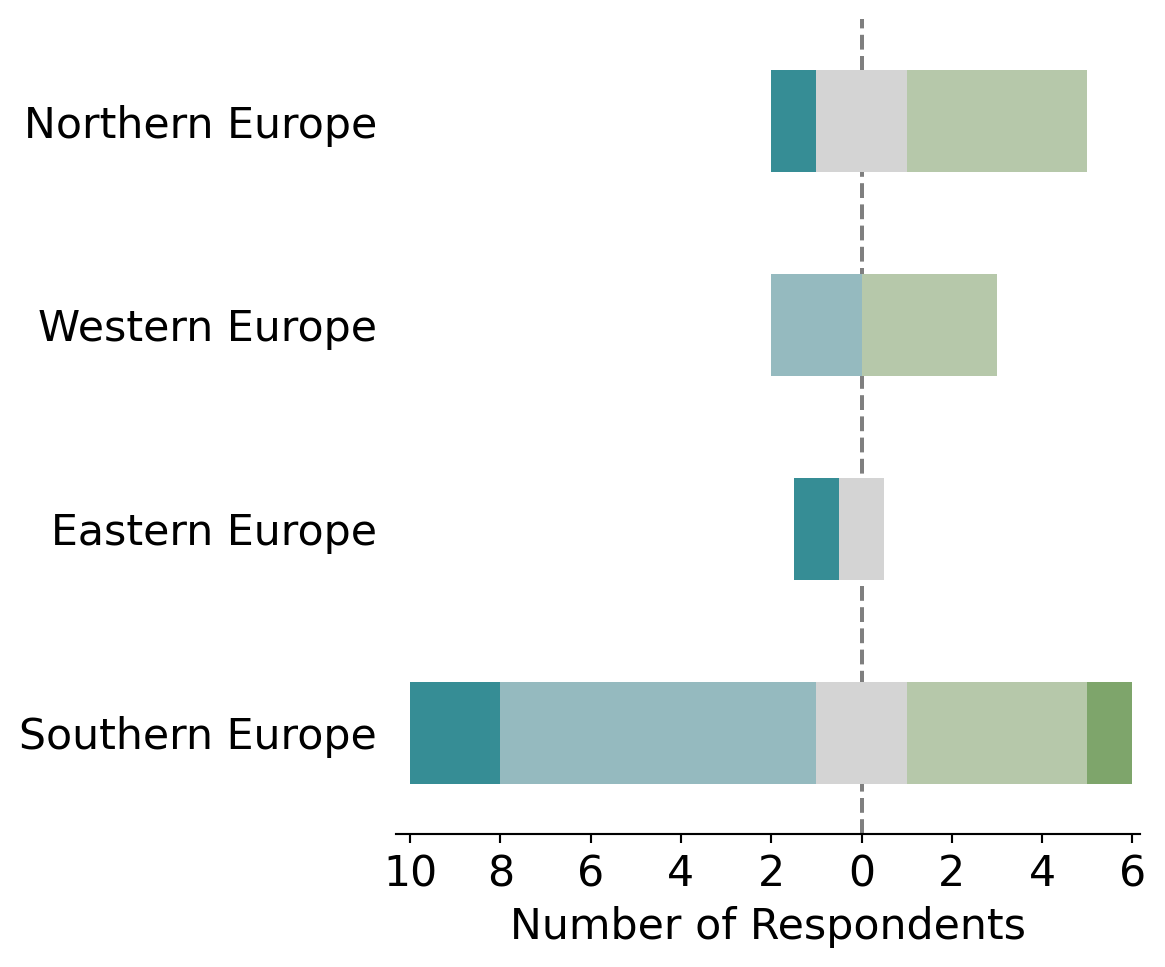 Northern Europe
Western Europe
Eastern Europe
Southern Europe
10 8 6 4 2 0 2 4 6
Number of Respondents